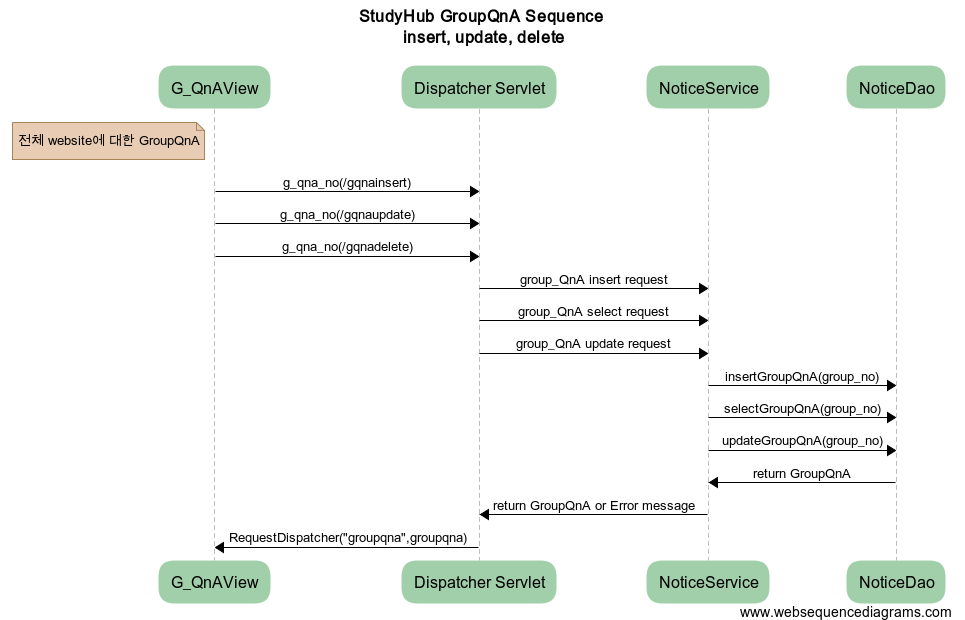 StudyHub GroupQnA Sequence
insert, update, delete
G_QnAView
Dispatcher Servlet
NoticeService
NoticeDao
전체 website에 대한 GroupQnA
g_qna_no(/gqnainsert)
g_qna_no(/gqnaupdate)
g_qna_no(/gqnadelete)
group_QnA insert request
group_QnA select request
group_QnA update request
insertGroupQnA(group_no)
selectGroupQnA(group_no)
updateGroupQnA(group_no)
return GroupQnA
return GroupQnA or Error message
RequestDispatcher("groupqna",groupqna)
G_QnAView
Dispatcher Servlet
NoticeService
NoticeDao
www.websequencediagrams.com